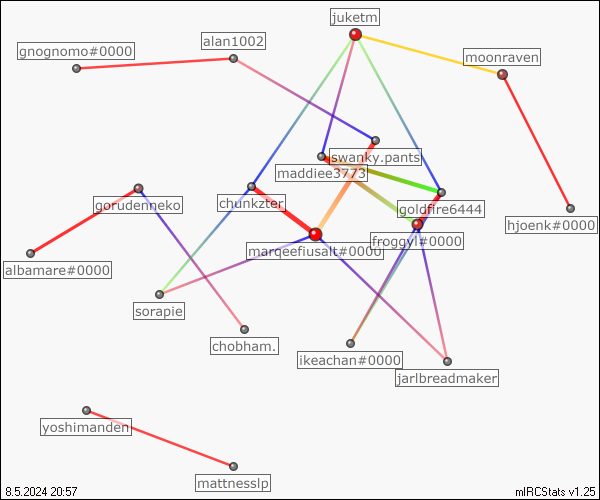 juketm
gnognomo#0000
alan1002
moonraven
swanky.pants
maddiee3773
gorudenneko
chunkzter
goldfire6444
hjoenk#0000
marqeefiusalt#0000
froggyl#0000
albamare#0000
sorapie
chobham.
ikeachan#0000
jarlbreadmaker
yoshimanden
mattnesslp
8.5.2024 20:57
mIRCStats v1.25